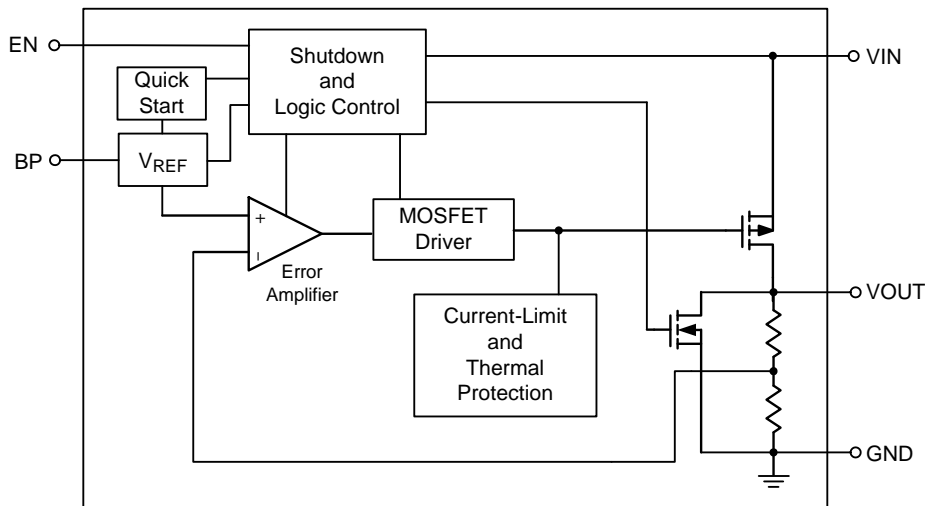 EN
BP
Quick
Start
V_REF
Shutdown
and
Logic Control
+
−
Error
Amplifier
MOSFET
Driver
Current-Limit
and
Thermal
Protection
VIN
VOUT
GND